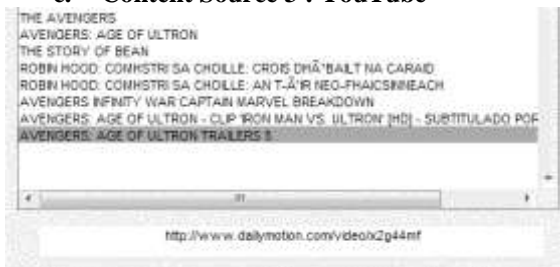 Content Source 3 : YouTube
THE AVENGERS
AVENGERS: AGE OF ULTRON
THE STORY OF BEAN
ROBIN HOOD: COMHSTRI SA CHOILLE: CROIS DHÃ“BAILT NA CARAID
ROBIN HOOD: COMHSTRI SA CHOILLE: AN T-Ã“IR NEO-FHAICSINNEACH
AVENGERS INFINITY WAR CAPTAIN MARVEL BREAKDOWN
AVENGERS: AGE OF ULTRON - CLIP 'IRON MAN VS. ULTRON' [HD] - SUBTITULADO POR
AVENGERS: AGE OF ULTRON TRAILERS 5
http://www.dailymotion.com/video/x2g44mf